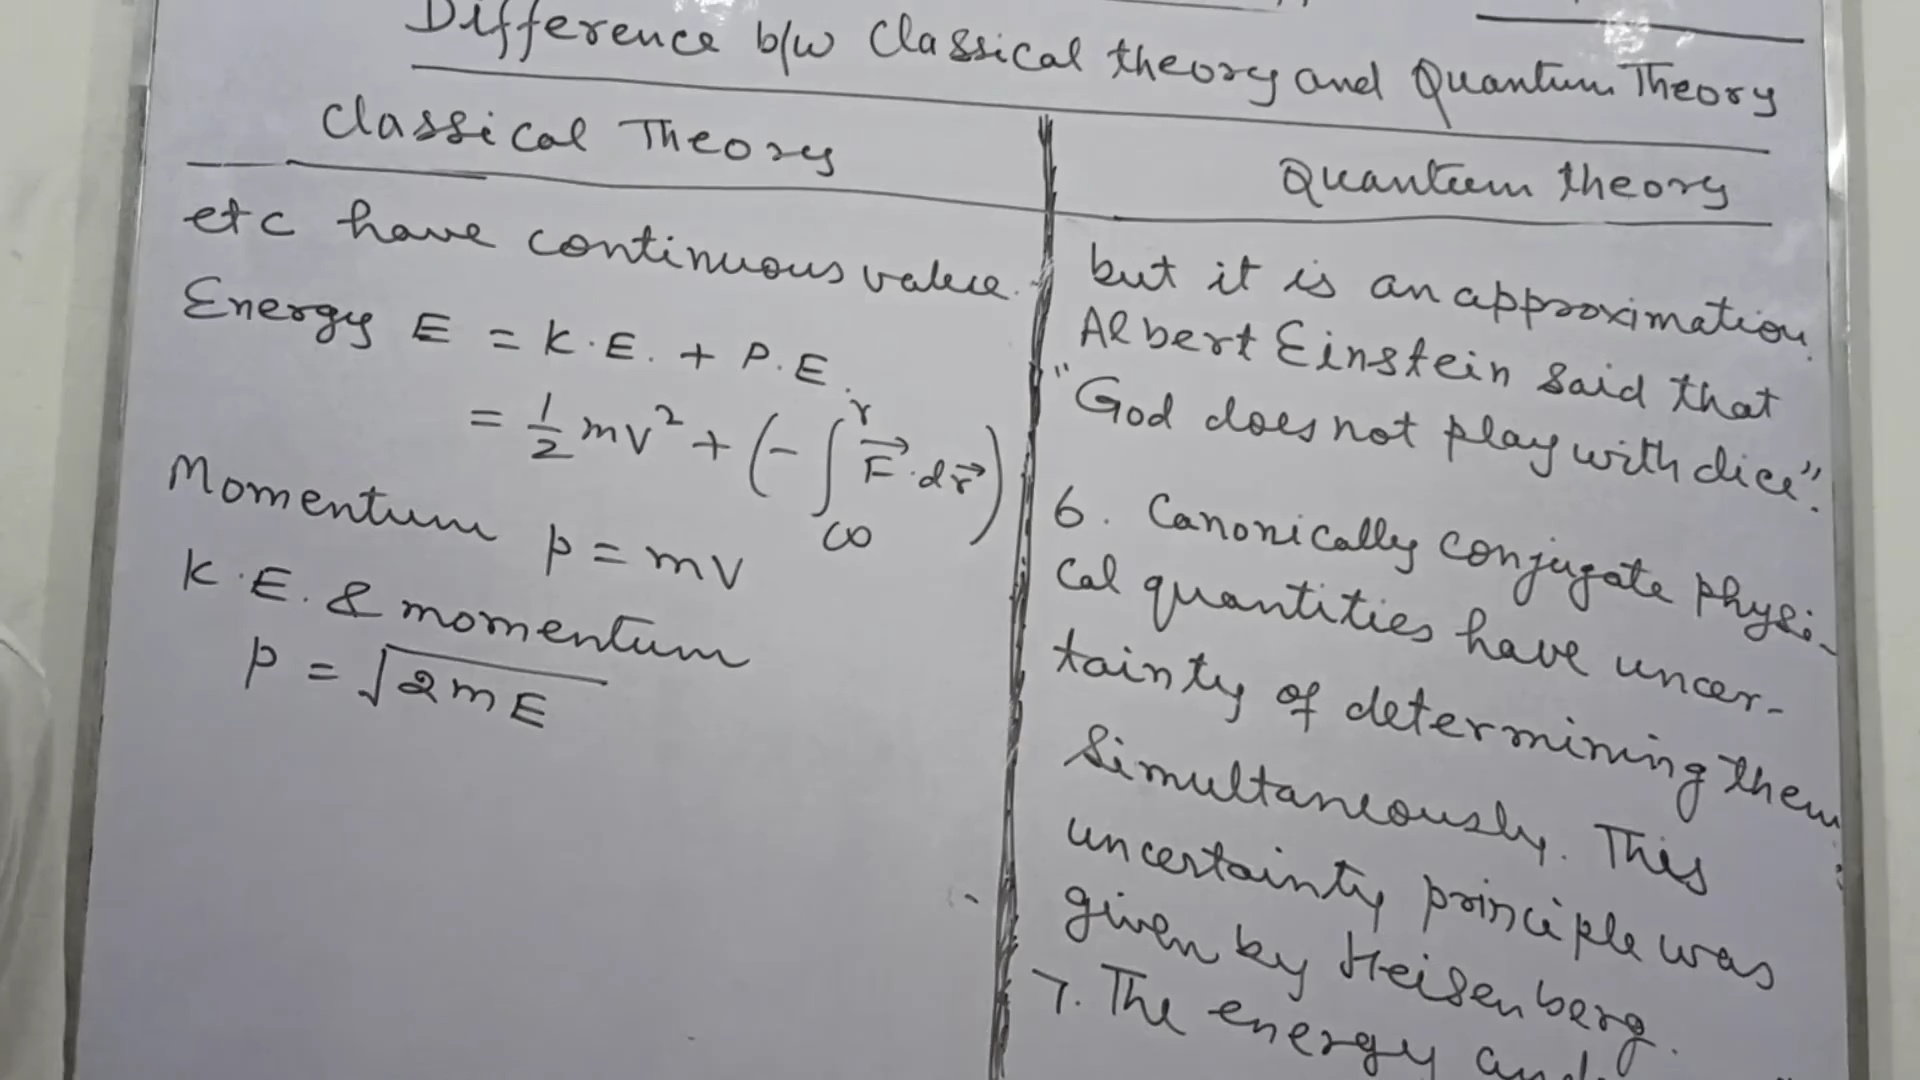 Difference b/w Classical theory and Quantum Theory
Classical Theory
etc have continuous value.
Energy E = K.E. + P.E.
= 1/2 mv² + (- ∫_∞^r F⃗.dr⃗)
Momentum p = mv
K.E. & momentum
p = √2mE
Quantum theory
but it is an approximation.
Albert Einstein said that
"God does not play with dice".
6. Canonically conjugate physi-
cal quantities have uncer-
tainty of determining them
simultaneously. This
uncertainty principle was
given by Heisenberg.
7. The energy and